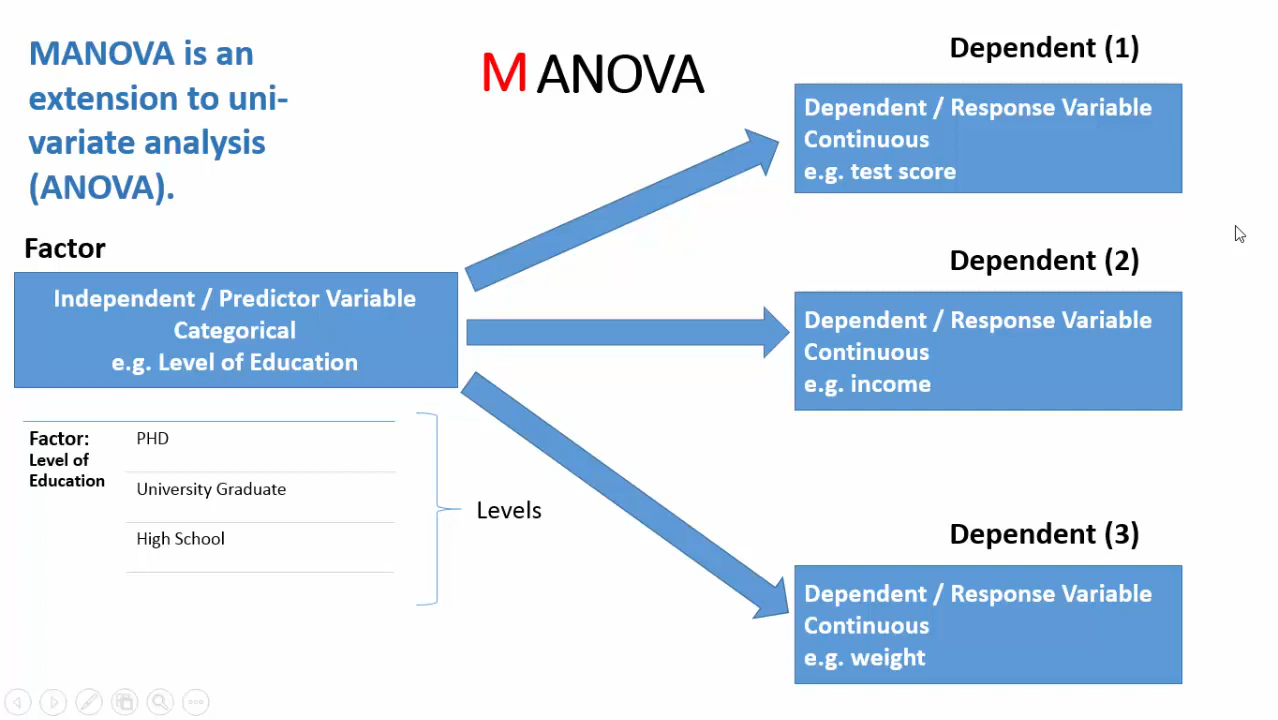 MANOVA is an
extension to uni-
variate analysis
(ANOVA).
M ANOVA
Factor
Independent / Predictor Variable
Categorical
e.g. Level of Education
Factor:
Level of
Education
PHD
University Graduate
High School
Levels
Dependent (1)
Dependent / Response Variable
Continuous
e.g. test score
Dependent (2)
Dependent / Response Variable
Continuous
e.g. income
Dependent (3)
Dependent / Response Variable
Continuous
e.g. weight